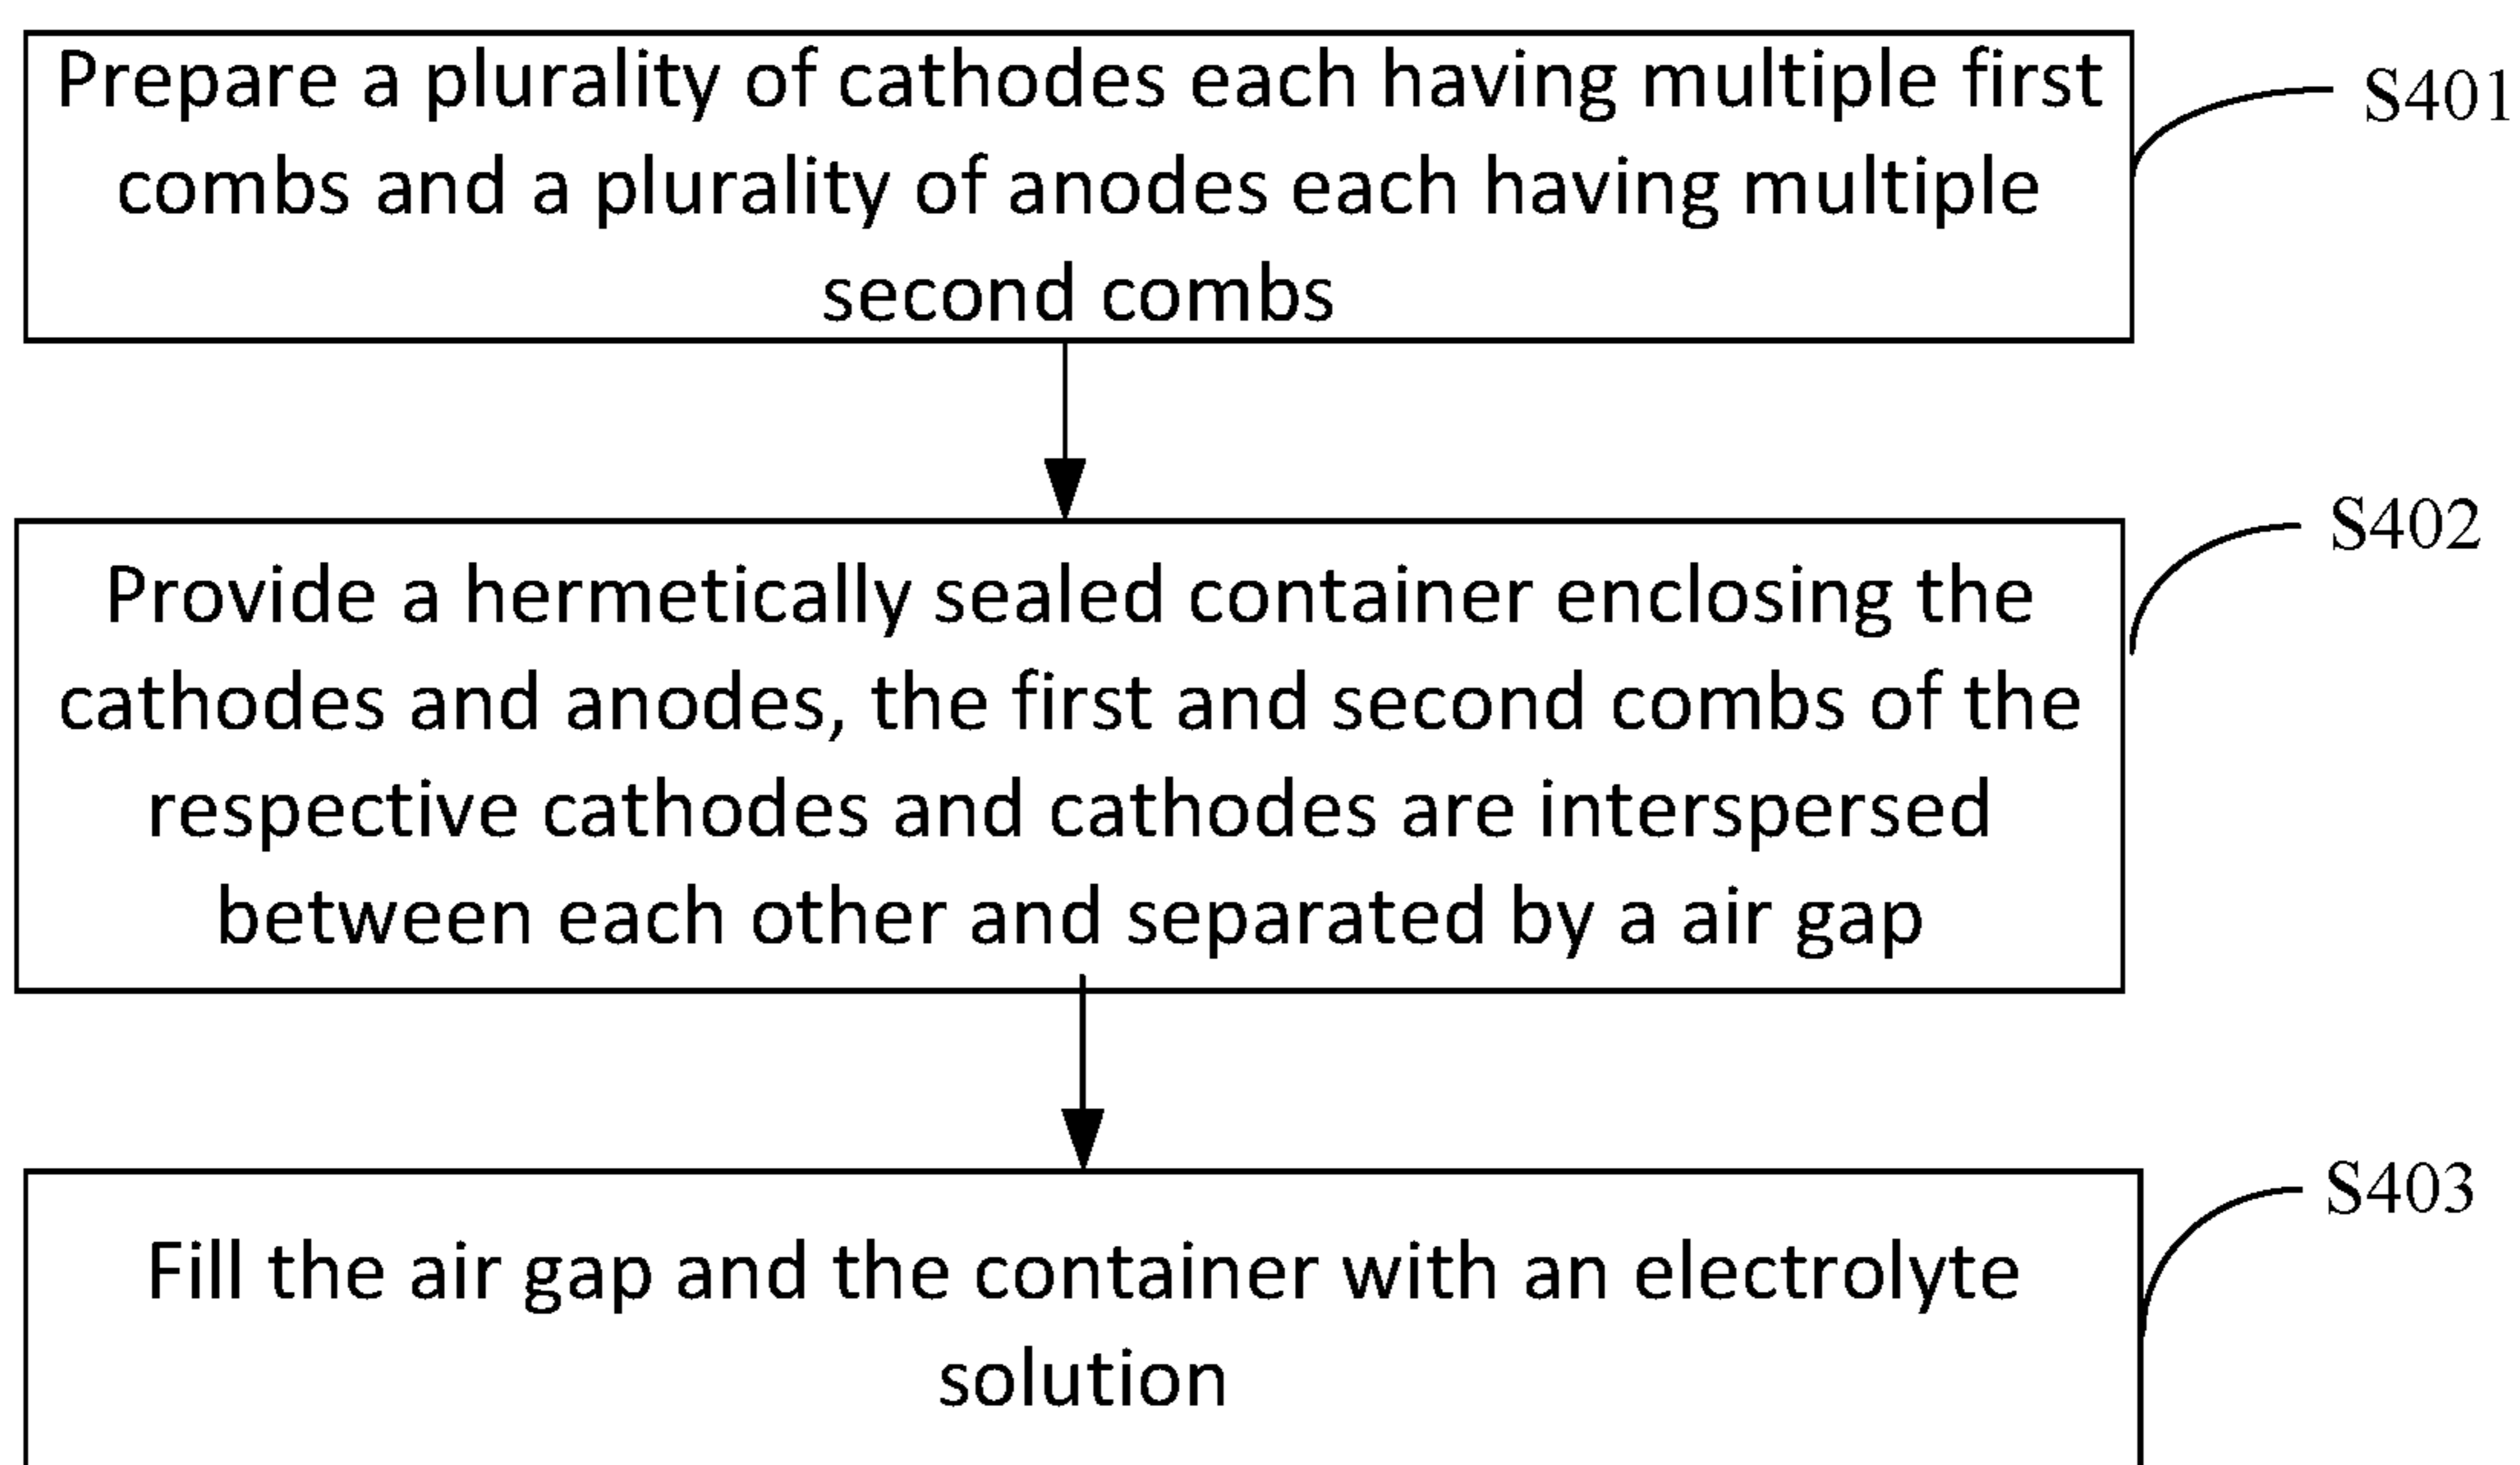 Prepare a plurality of cathodes each having multiple first
combs and a plurality of anodes each having multiple
second combs
S401
Provide a hermetically sealed container enclosing the
cathodes and anodes, the first and second combs of the
respective cathodes and cathodes are interspersed
between each other and separated by a air gap
S402
Fill the air gap and the container with an electrolyte
solution
S403